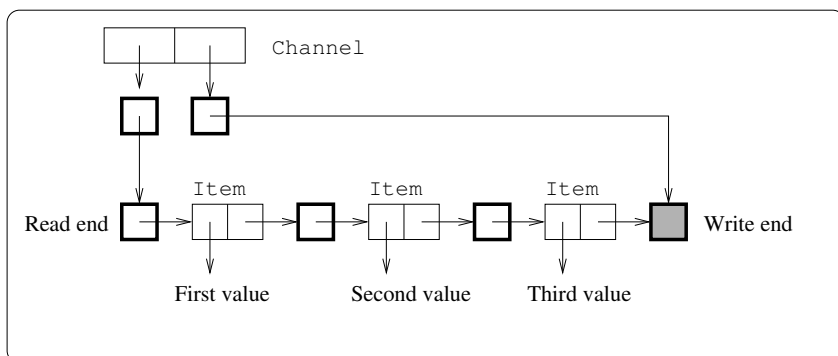 Channel
Item Item Item
Read end Write end
First value Second value Third value